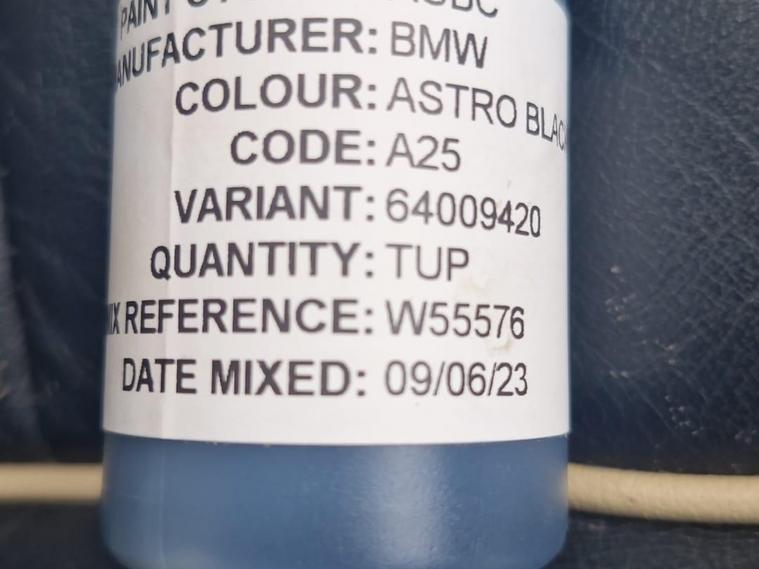 MANUFACTURER: BMW
COLOUR: ASTRO BLACK
CODE: A25
VARIANT: 64009420
QUANTITY: TUP
MIX REFERENCE: W55576
DATE MIXED: 09/06/23